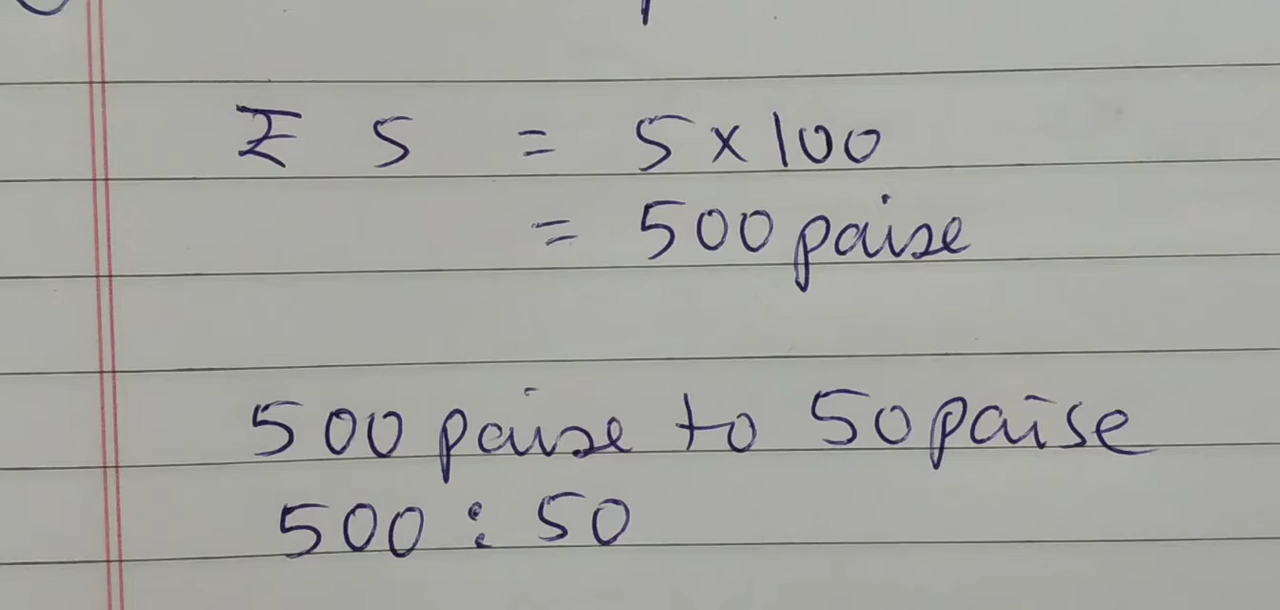 ₹ 5 = 5 × 100
= 500 paise
500 paise to 50 paise
500 : 50